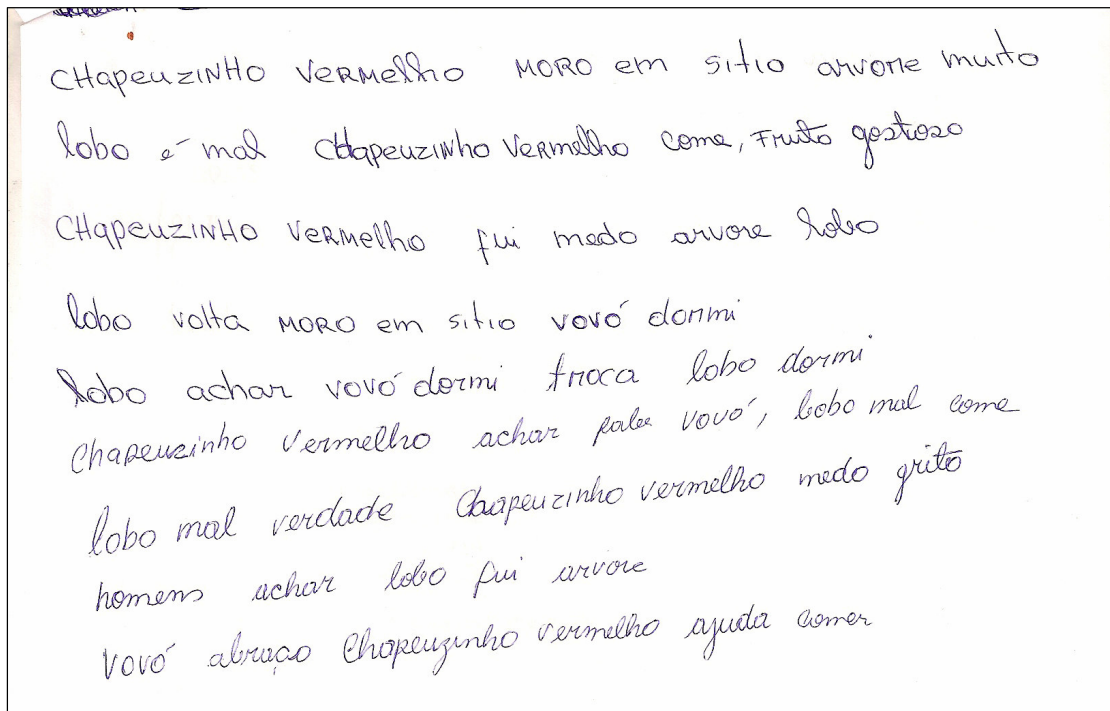 CHapeuzINHO VeRMelho MORO em sitio arvore muito
lobo é mal CHapeuzINho VeRMelho come, Fruto gostoso
CHapeuzINHO VeRMelho fui medo arvore lobo
lobo volta MORO em sitio vovó dormi
lobo achar vovó dormi troca lobo dormi
Chapeuzinho Vermelho achar vovó, lobo mal come
lobo mal verdade Chapeuzinho vermelho medo grito
homens achar lobo fui arvore
vovó abraço Chapeuzinho vermelho ajuda comer